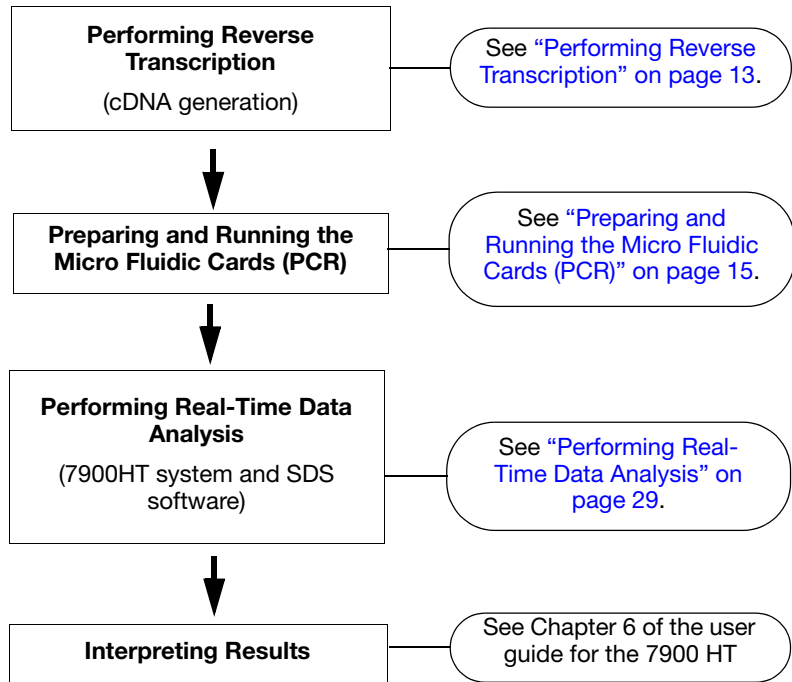 Performing Reverse
Transcription
(cDNA generation)
See “Performing Reverse
Transcription” on page 13.
Preparing and Running the
Micro Fluidic Cards (PCR)
See “Preparing and
Running the Micro Fluidic
Cards (PCR)” on page 15.
Performing Real-Time Data
Analysis
(7900HT system and SDS
software)
See “Performing Real-
Time Data Analysis” on
page 29.
Interpreting Results
See Chapter 6 of the user
guide for the 7900 HT